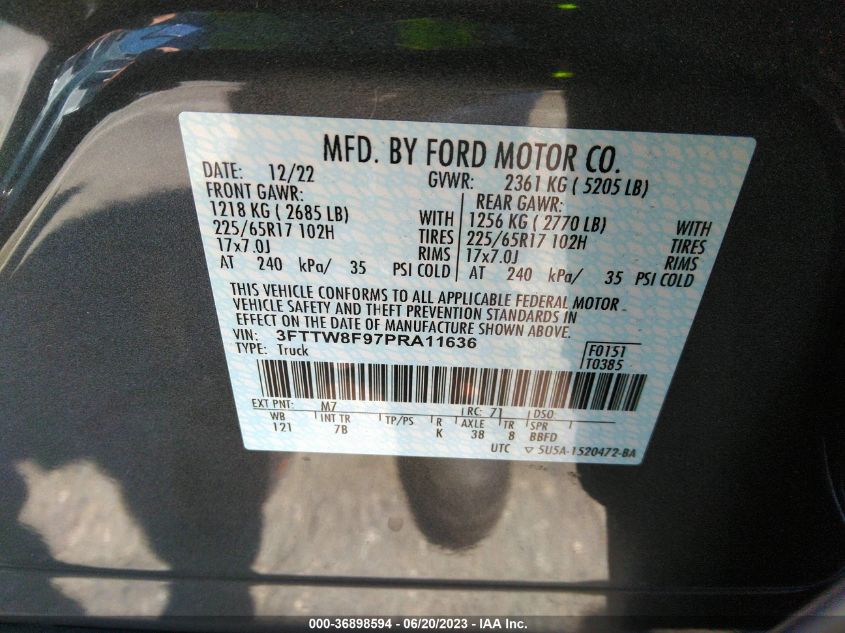 MFD. BY FORD MOTOR CO.
DATE: 12/22 GVWR: 2361 KG ( 5205 LB)
FRONT GAWR: REAR GAWR:
1218 KG ( 2685 LB) WITH 1256 KG ( 2770 LB) WITH
225/65R17 102H TIRES 225/65R17 102H TIRES
17x7.0J RIMS 17x7.0J RIMS
AT 240 kPa/ 35 PSI COLD AT 240 kPa/ 35 PSI COLD
THIS VEHICLE CONFORMS TO ALL APPLICABLE FEDERAL MOTOR
VEHICLE SAFETY AND THEFT PREVENTION STANDARDS IN
EFFECT ON THE DATE OF MANUFACTURE SHOWN ABOVE.
VIN: 3FTTW8F97PRA11636 F0151
TYPE: Truck T0385
EXT PNT: M7 RC: 71 DSO:
WB INT TR TP/PS R AXLE TR SPR
121 7B K 38 8 BBFD
UTC ▽ 5U5A-1520472-BA
000-36898594 - 06/20/2023 - IAA Inc.